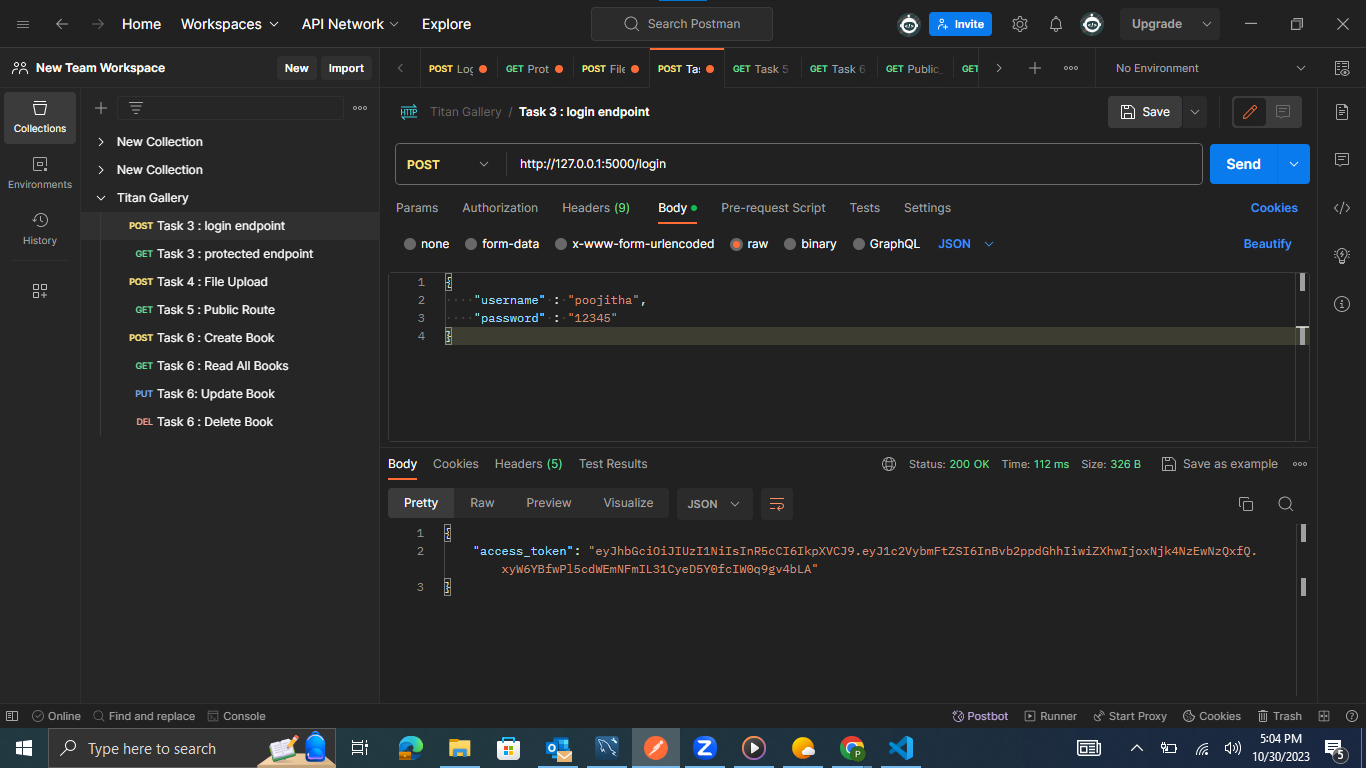 Home
Workspaces
API Network
Explore
Search Postman
Invite
Upgrade
New Team Workspace
New
Import
POST
GET Prot
POST File
POST Tas
GET Task 5
GET Task 6
GET Public_
GET
No Environment
Collections
Environments
History
New Collection
New Collection
Titan Gallery
POST Task 3 : login endpoint
GET Task 3 : protected endpoint
POST Task 4 : File Upload
GET Task 5 : Public Route
POST Task 6 : Create Book
GET Task 6 : Read All Books
PUT Task 6: Update Book
DEL Task 6 : Delete Book
HTTP
Titan Gallery / Task 3 : login endpoint
Save
POST
http://127.0.0.1:5000/login
Send
Params
Authorization
Headers (9)
Body
Pre-request Script
Tests
Settings
Cookies
none
form-data
x-www-form-urlencoded
raw
binary
GraphQL
JSON
Beautify
1 {
2 "username" : "poojitha",
3 "password" : "12345"
4 }
Body
Cookies
Headers (5)
Test Results
Status: 200 OK
Time: 112 ms
Size: 326 B
Save as example
Pretty
Raw
Preview
Visualize
JSON
1 {
2 "access_token": "eyJhbGciOiJIUzI1NiIsInR5cCI6IkpXVCJ9.eyJ1c2VybmFtZSI6InBvb2ppdGhhIiwiZXhwIjoxNjk4NzEwNzQxfQ.
xyW6YBfwPl5cdWEmNFmIL31CyeD5Y0fcIW0q9gv4bLA"
3 }
Online
Find and replace
Console
Postbot
Runner
Start Proxy
Cookies
Trash
Type here to search
5:04 PM
10/30/2023
5